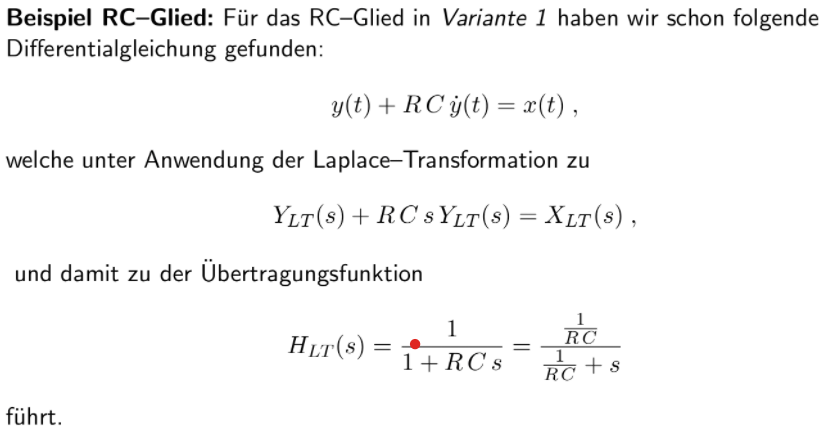 Beispiel RC–Glied: Für das RC–Glied in Variante 1 haben wir schon folgende
Differentialgleichung gefunden:
y(t) + R C ẏ(t) = x(t) ,
welche unter Anwendung der Laplace–Transformation zu
Y_{LT}(s) + R C s Y_{LT}(s) = X_{LT}(s) ,
und damit zu der Übertragungsfunktion
H_{LT}(s) = \frac{1}{1 + R C s} = \frac{\frac{1}{RC}}{\frac{1}{RC} + s}
führt.